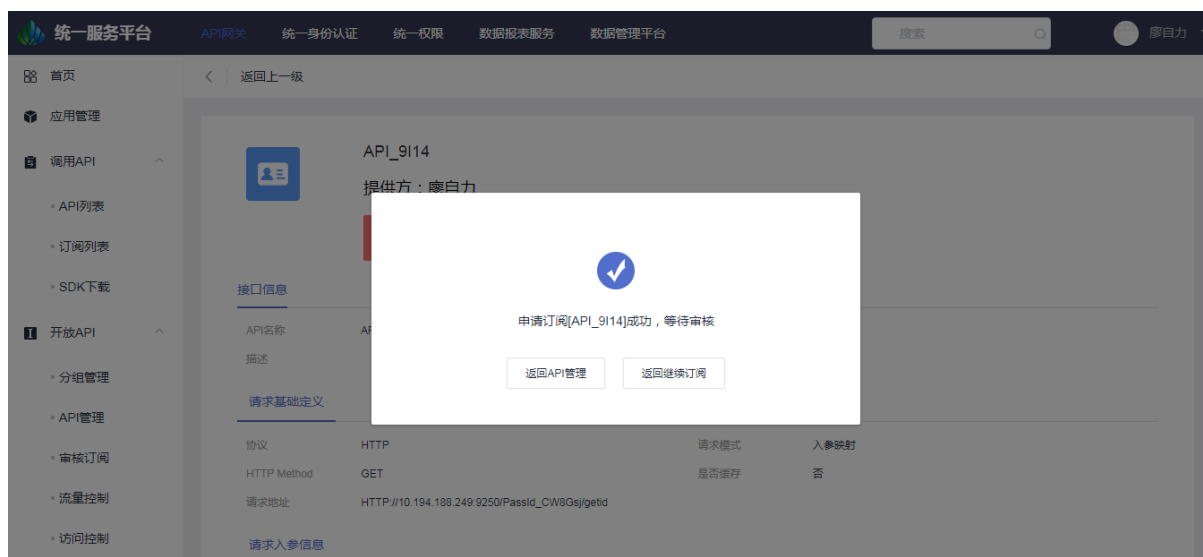 统一服务平台 API网关 统一身份认证 统一权限 数据报表服务 数据管理平台 搜索 廖自力
首页
返回上一级
应用管理
调用API
API列表
订阅列表
SDK下载
开放API
分组管理
API管理
审核订阅
流量控制
访问控制
API_9I14
提供方：廖自力
申请订阅[API_9I14]成功，等待审核
返回API管理 返回继续订阅
接口信息
API名称
描述
请求基础定义
协议 HTTP 请求模式 入参映射
HTTP Method GET 是否缓存 否
请求地址 HTTP://10.194.188.249:9250/PassId_CW8Gsj/getid
请求入参信息